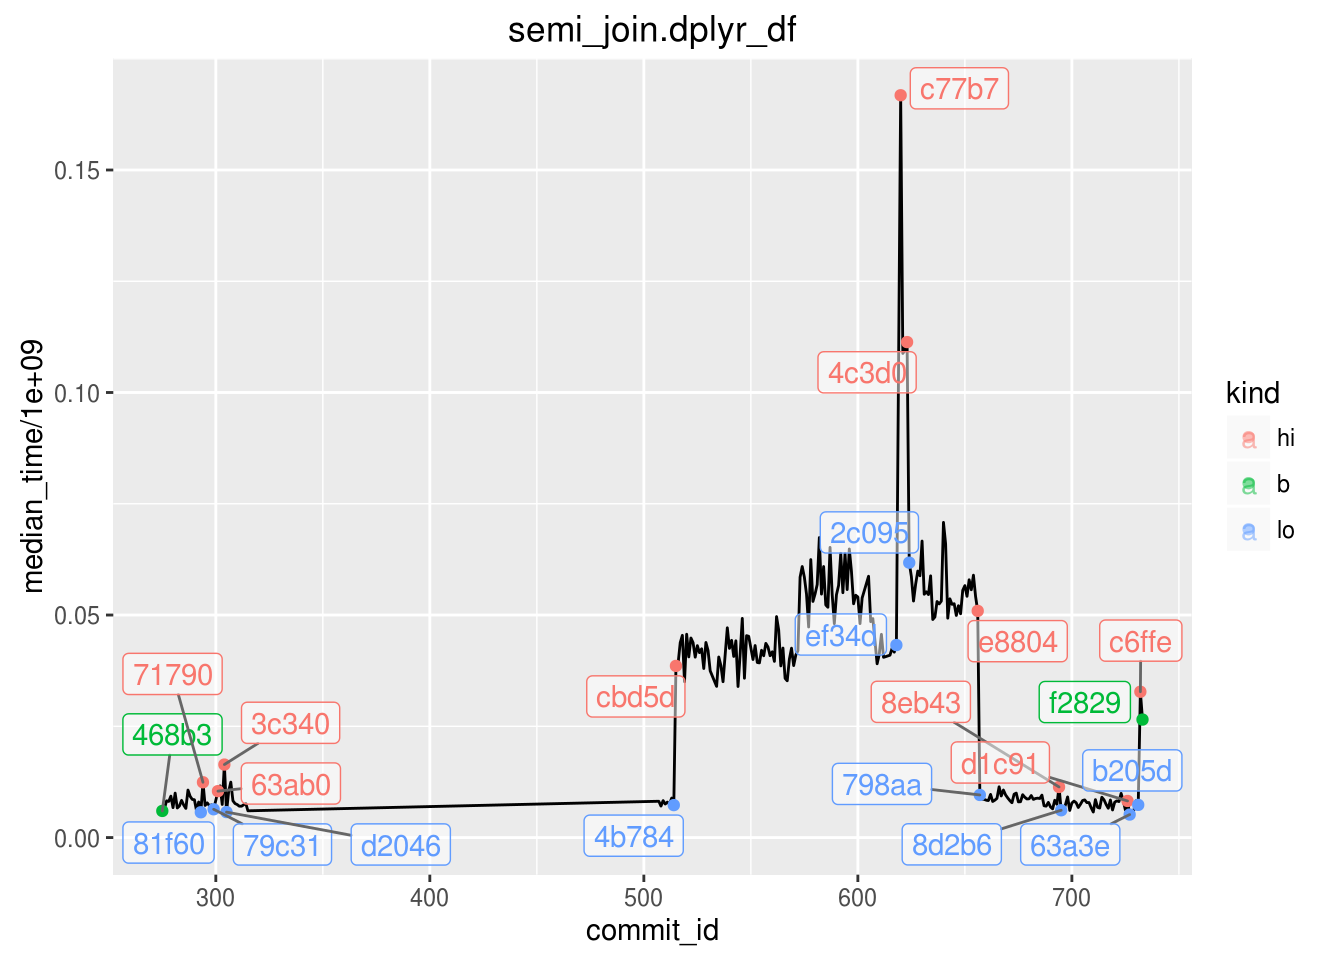 semi_join.dplyr_df
median_time/1e+09
0.15
0.10
0.05
0.00
c77b7
4c3d0
2c095
ef34d
e8804
c6ffe
71790
cbd5d
8eb43
f2829
468b3
3c340
d1c91
b205d
63ab0
798aa
81f60
79c31
d2046
4b784
8d2b6
63a3e
300
400
500
600
700
commit_id
kind
a hi
a b
a lo